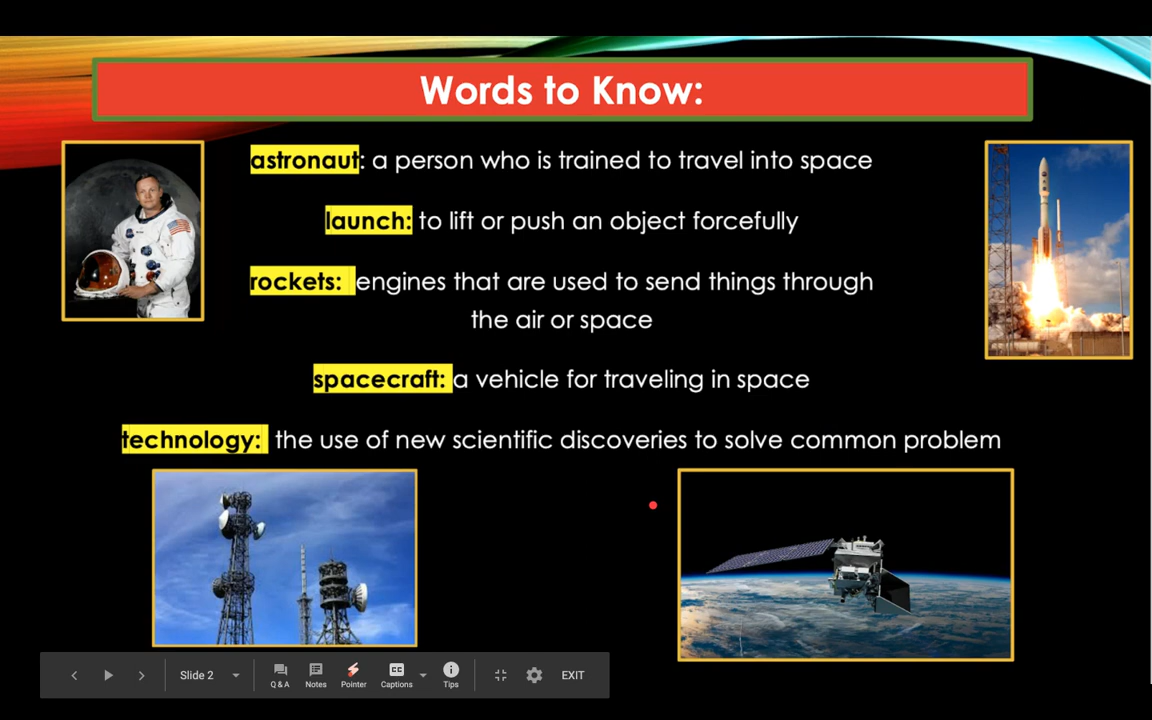 Words to Know:
astronaut: a person who is trained to travel into space
launch: to lift or push an object forcefully
rockets: engines that are used to send things through
the air or space
spacecraft: a vehicle for traveling in space
technology: the use of new scientific discoveries to solve common problem
Slide 2
Q & A
Notes
Pointer
CC
Captions
Tips
EXIT